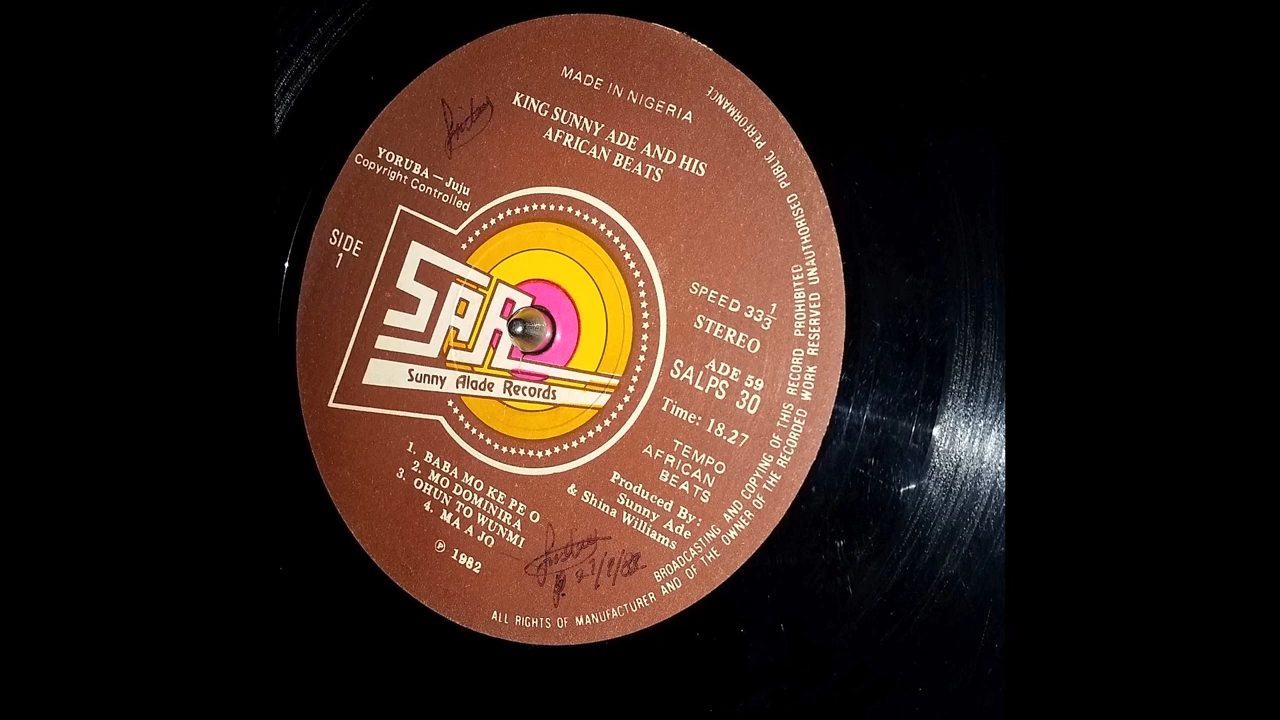 MADE IN NIGERIA
KING SUNNY ADE AND HIS
AFRICAN BEATS
YORUBA — Juju
Copyright Controlled
SIDE
1
SAR
Sunny Alade Records
SPEED 33 1/3
STEREO
ADE 59
SALPS 30
Time: 18.27
TEMPO
AFRICAN
BEATS
Produced By:
Sunny Ade
& Shina Williams
1. BABA MO KE PE O
2. MO DOMINIRA
3. OHUN TO WUNMI
4. MA A JO
℗ 1982
ALL RIGHTS OF MANUFACTURER AND OF THE OWNER OF THE RECORDED WORK RESERVED UNAUTHORISED PUBLIC PERFORMANCE
BROADCASTING AND COPYING OF THIS RECORD PROHIBITED